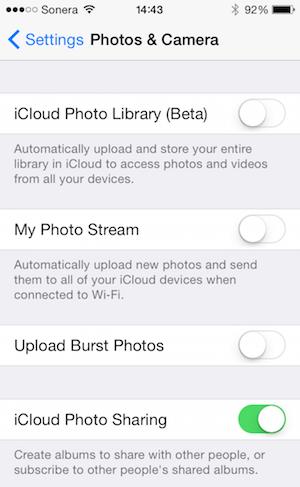 Sonera 14:43 92%
Settings Photos & Camera
iCloud Photo Library (Beta)
Automatically upload and store your entire
library in iCloud to access photos and videos
from all your devices.
My Photo Stream
Automatically upload new photos and send
them to all of your iCloud devices when
connected to Wi-Fi.
Upload Burst Photos
iCloud Photo Sharing
Create albums to share with other people, or
subscribe to other people's shared albums.